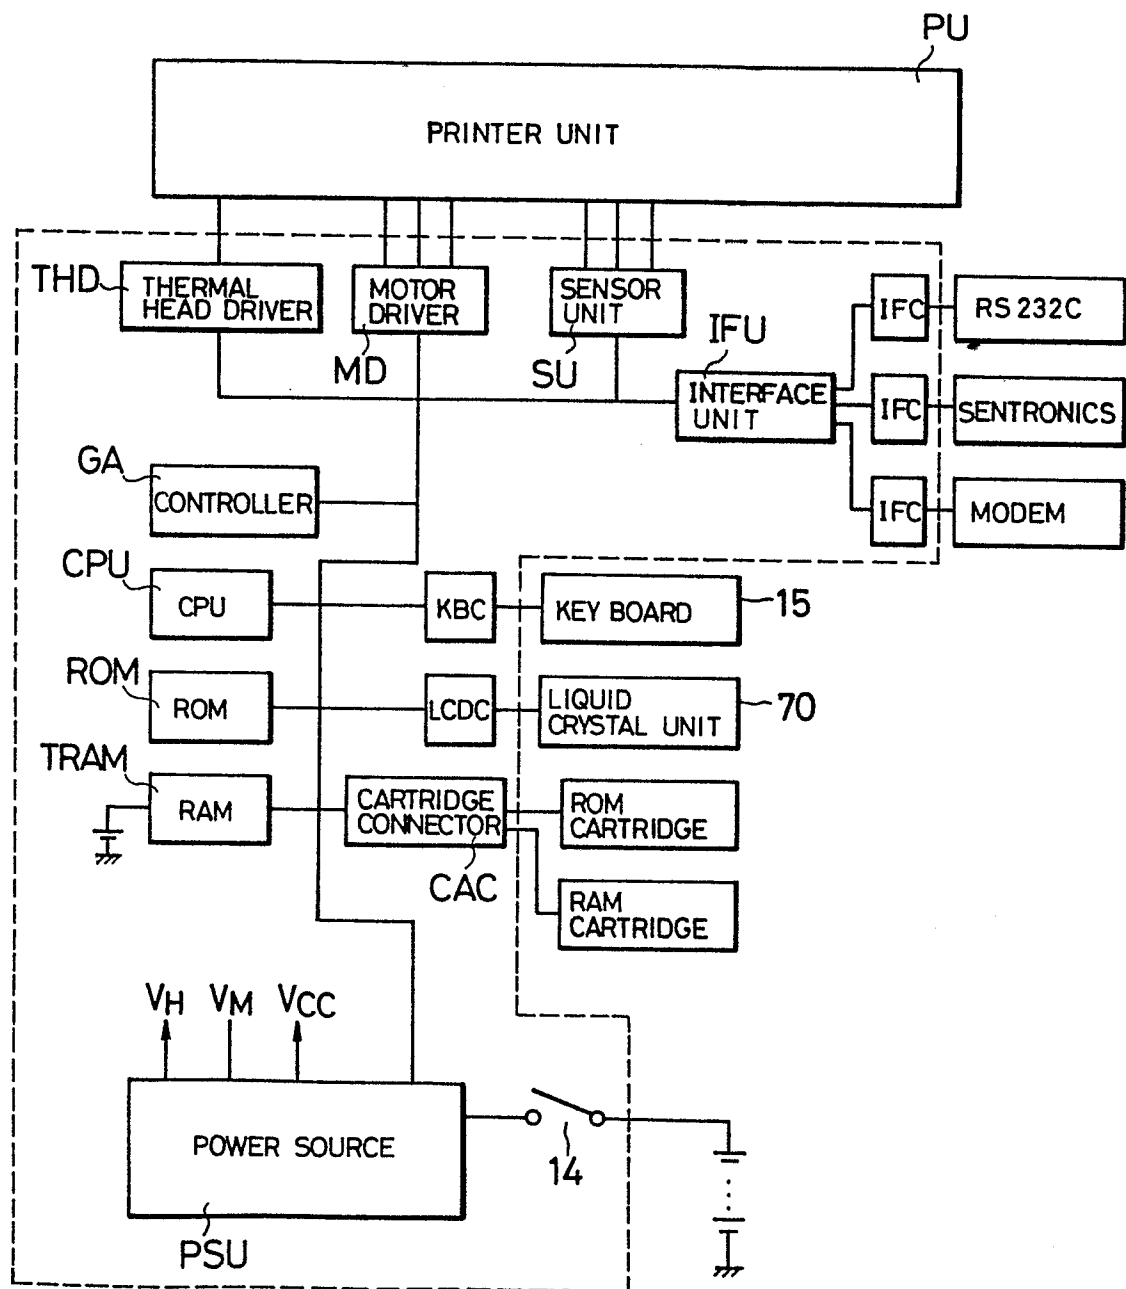 PU
PRINTER UNIT
THD
THERMAL
HEAD DRIVER
MOTOR
DRIVER
MD
SENSOR
UNIT
SU
IFU
INTERFACE
UNIT
IFC
RS 232C
IFC
SENTRONICS
IFC
MODEM
GA
CONTROLLER
CPU
CPU
KBC
KEY BOARD
15
ROM
ROM
LCDC
LIQUID
CRYSTAL UNIT
70
TRAM
RAM
CARTRIDGE
CONNECTOR
CAC
ROM
CARTRIDGE
RAM
CARTRIDGE
VH
VM
VCC
POWER SOURCE
PSU
14